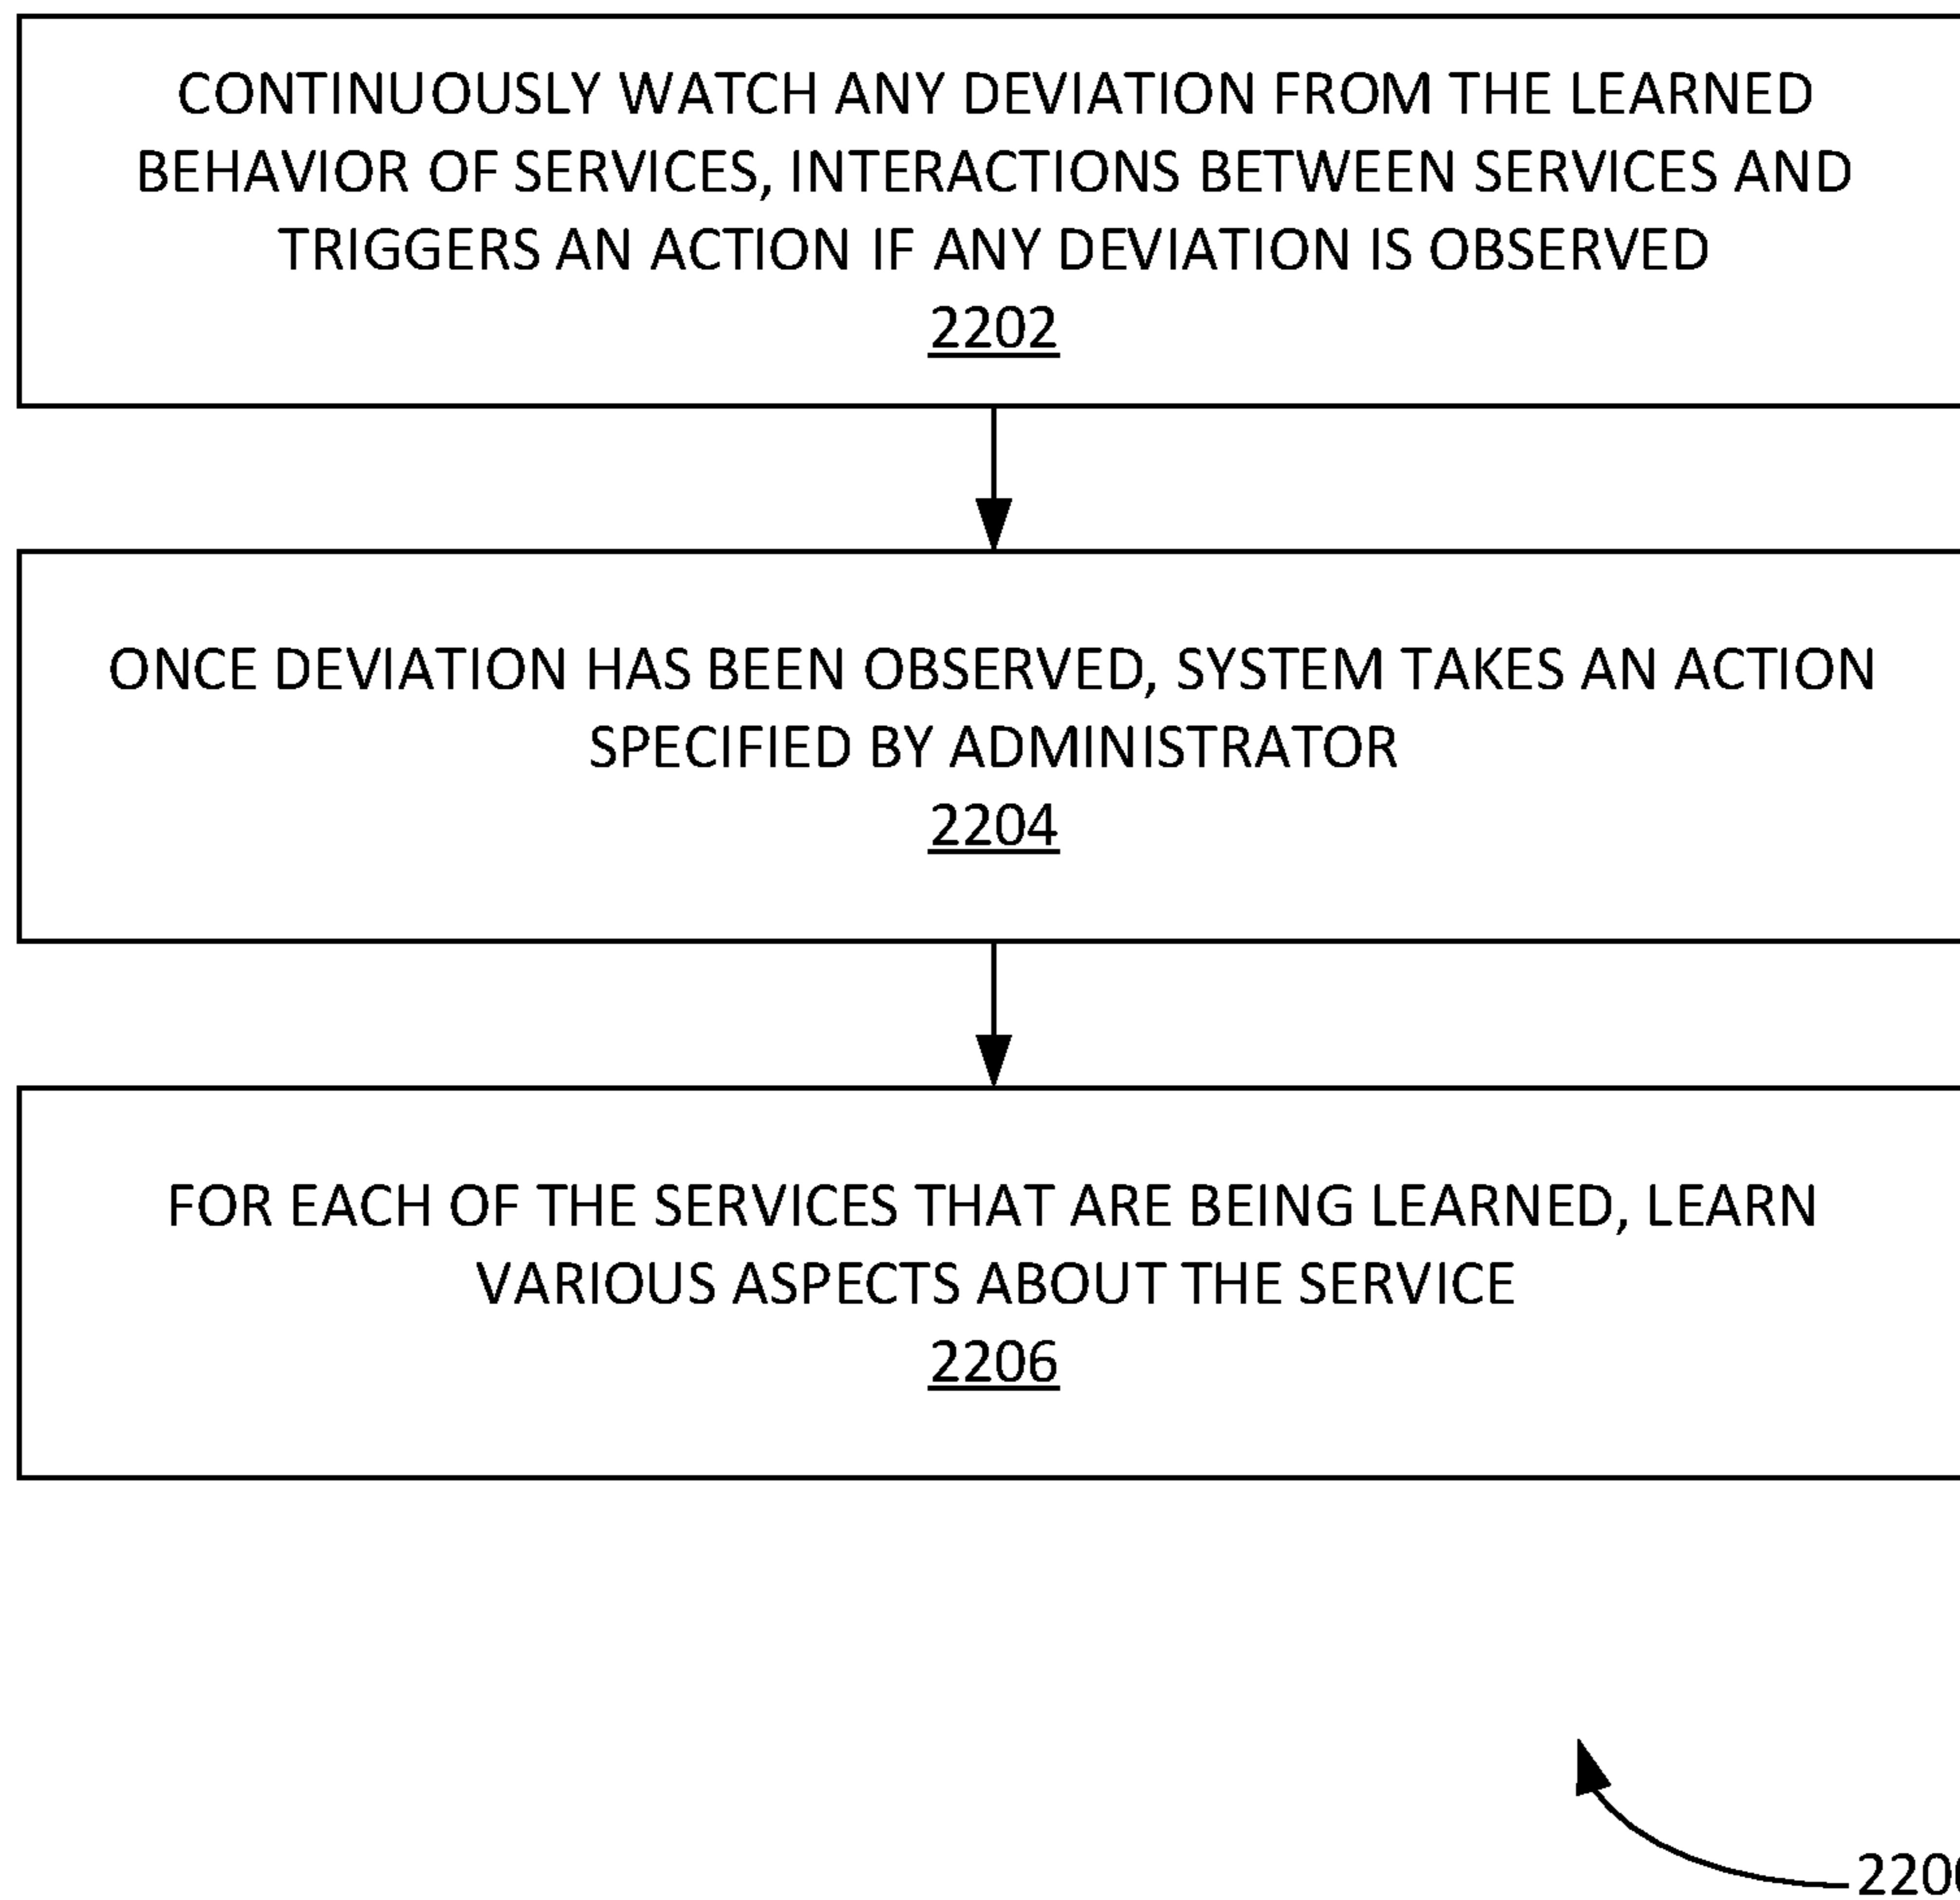 CONTINUOUSLY WATCH ANY DEVIATION FROM THE LEARNED
BEHAVIOR OF SERVICES, INTERACTIONS BETWEEN SERVICES AND
TRIGGERS AN ACTION IF ANY DEVIATION IS OBSERVED
2202
ONCE DEVIATION HAS BEEN OBSERVED, SYSTEM TAKES AN ACTION
SPECIFIED BY ADMINISTRATOR
2204
FOR EACH OF THE SERVICES THAT ARE BEING LEARNED, LEARN
VARIOUS ASPECTS ABOUT THE SERVICE
2206
2200